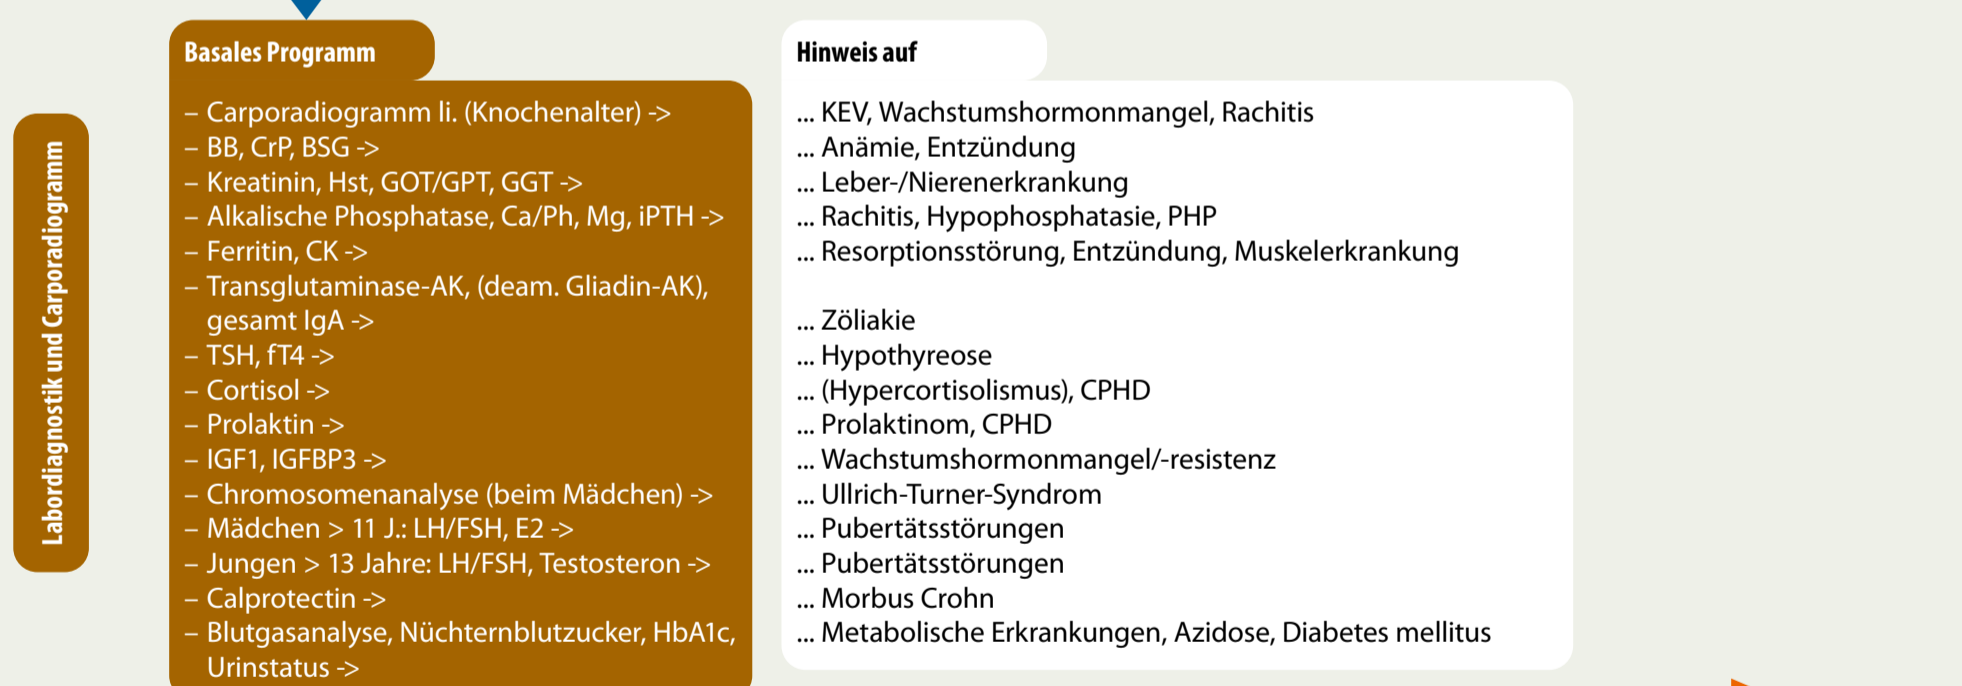 Labordiagnostik und Carporadiogramm
Basales Programm
– Carporadiogramm li. (Knochenalter) ->
– BB, CrP, BSG ->
– Kreatinin, Hst, GOT/GPT, GGT ->
– Alkalische Phosphatase, Ca/Ph, Mg, iPTH ->
– Ferritin, CK ->
– Transglutaminase-AK, (deam. Gliadin-AK),
gesamt IgA ->
– TSH, fT4 ->
– Cortisol ->
– Prolaktin ->
– IGF1, IGFBP3 ->
– Chromosomenanalyse (beim Mädchen) ->
– Mädchen > 11 J.: LH/FSH, E2 ->
– Jungen > 13 Jahre: LH/FSH, Testosteron ->
– Calprotectin ->
– Blutgasanalyse, Nüchternblutzucker, HbA1c,
Urinstatus ->
Hinweis auf
... KEV, Wachstumshormonmangel, Rachitis
... Anämie, Entzündung
... Leber-/Nierenerkrankung
... Rachitis, Hypophosphatasie, PHP
... Resorptionsstörung, Entzündung, Muskelerkrankung
... Zöliakie
... Hypothyreose
... (Hypercortisolismus), CPHD
... Prolaktinom, CPHD
... Wachstumshormonmangel/-resistenz
... Ullrich-Turner-Syndrom
... Pubertätsstörungen
... Pubertätsstörungen
... Morbus Crohn
... Metabolische Erkrankungen, Azidose, Diabetes mellitus